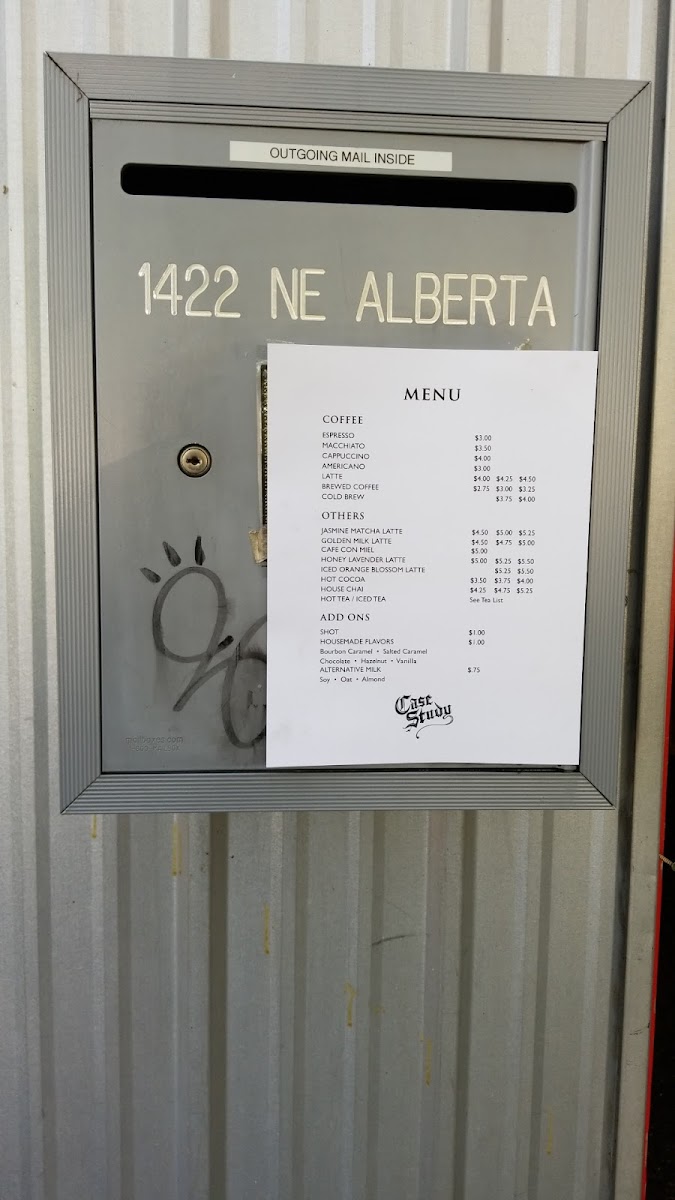 OUTGOING MAIL INSIDE
1422 NE ALBERTA
MENU
COFFEE
ESPRESSO $3.00
MACCHIATO $3.50
CAPPUCCINO $4.00
AMERICANO $3.00
LATTE $4.00 $4.25 $4.50
BREWED COFFEE $2.75 $3.00 $3.25
COLD BREW $3.75 $4.00
OTHERS
JASMINE MATCHA LATTE $4.50 $5.00 $5.25
GOLDEN MILK LATTE $4.50 $4.75 $5.00
CAFE CON MIEL $5.00
HONEY LAVENDER LATTE $5.00 $5.25 $5.50
ICED ORANGE BLOSSOM LATTE $5.25 $5.50
HOT COCOA $3.50 $3.75 $4.00
HOUSE CHAI $4.25 $4.75 $5.25
HOT TEA / ICED TEA See Tea List
ADD ONS
SHOT $1.00
HOUSEMADE FLAVORS $1.00
Bourbon Caramel • Salted Caramel
Chocolate • Hazelnut • Vanilla
ALTERNATIVE MILK $.75
Soy • Oat • Almond
Case
Study